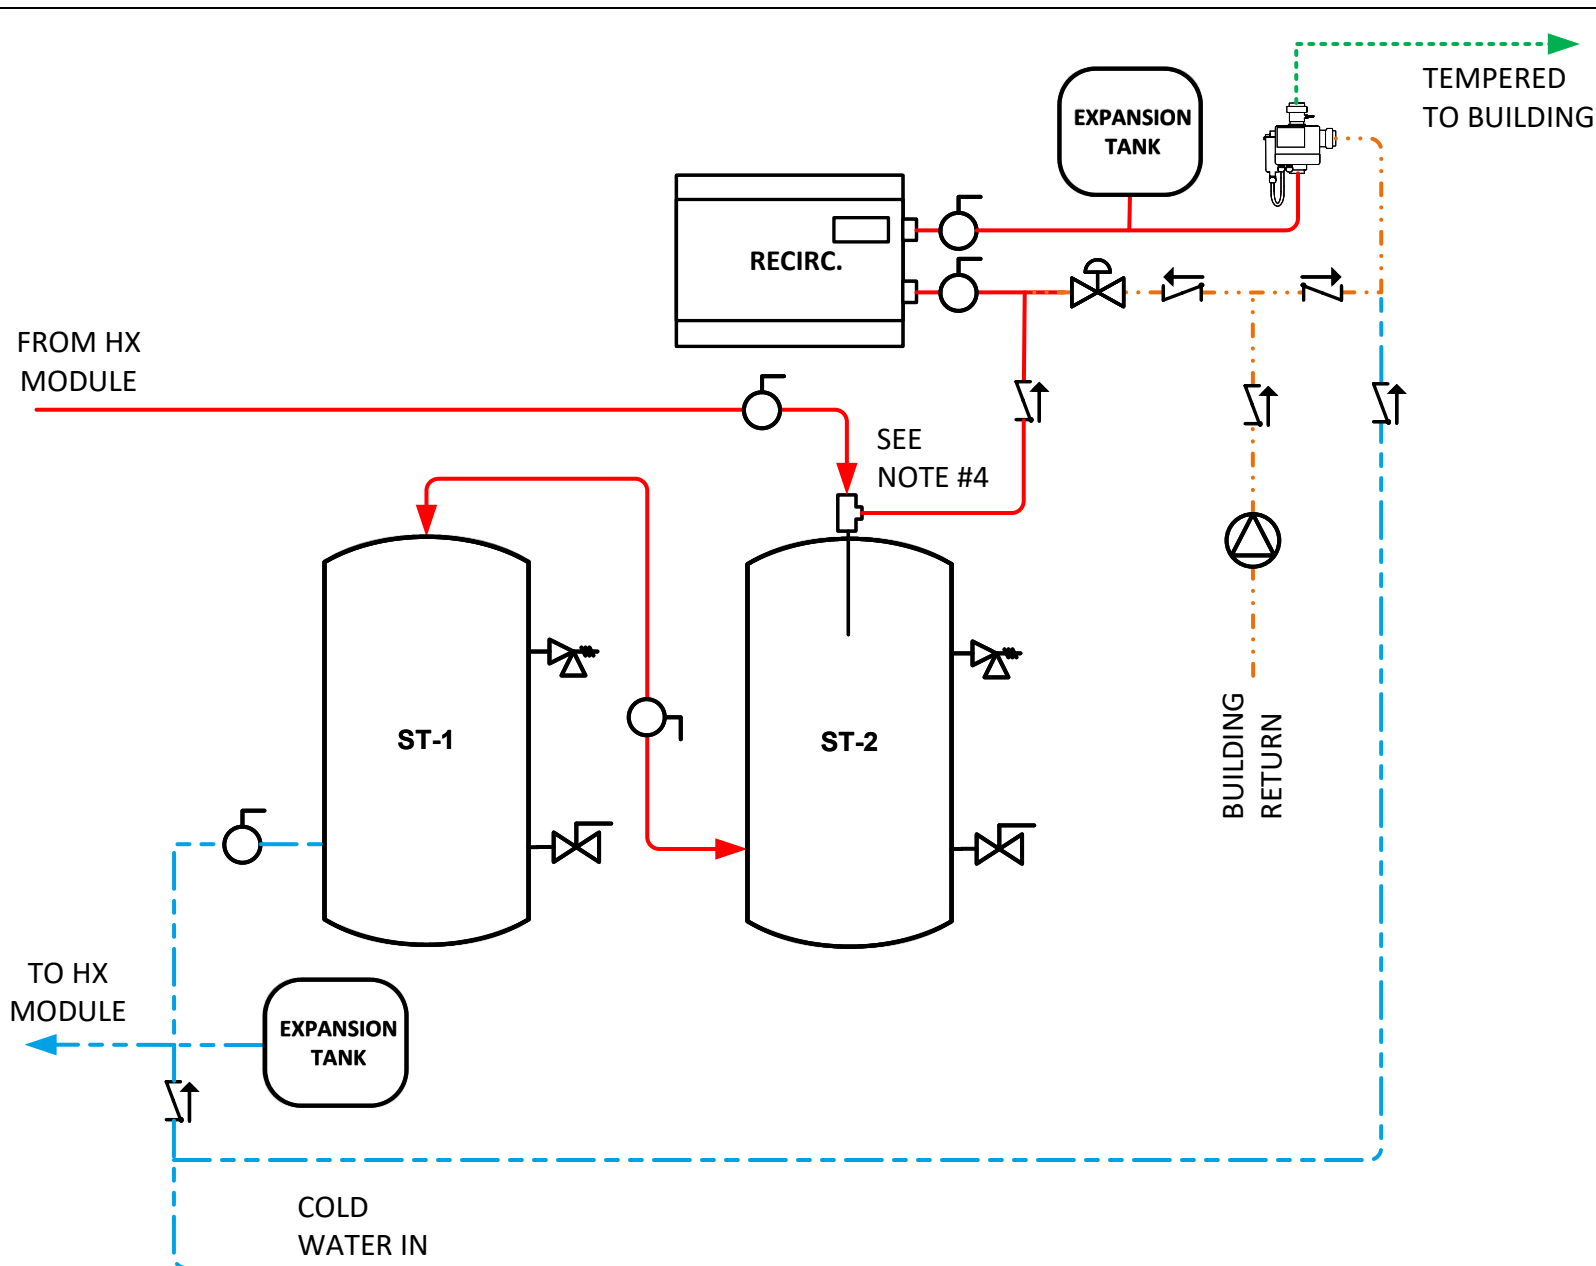 TEMPERED
TO BUILDING
EXPANSION
TANK
RECIRC.
FROM HX
MODULE
SEE
NOTE #4
ST-1
ST-2
BUILDING
RETURN
TO HX
MODULE
EXPANSION
TANK
COLD
WATER IN